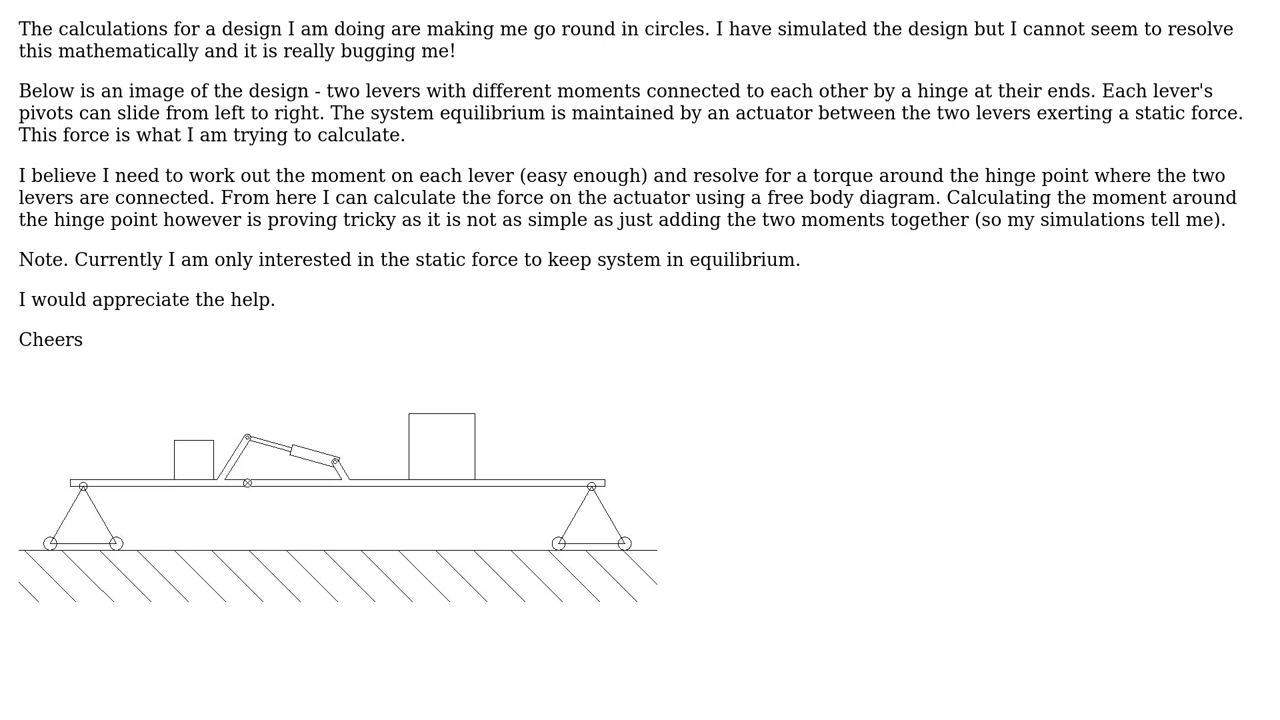 The calculations for a design I am doing are making me go round in circles. I have simulated the design but I cannot seem to resolve
this mathematically and it is really bugging me!
Below is an image of the design - two levers with different moments connected to each other by a hinge at their ends. Each lever's
pivots can slide from left to right. The system equilibrium is maintained by an actuator between the two levers exerting a static force.
This force is what I am trying to calculate.
I believe I need to work out the moment on each lever (easy enough) and resolve for a torque around the hinge point where the two
levers are connected. From here I can calculate the force on the actuator using a free body diagram. Calculating the moment around
the hinge point however is proving tricky as it is not as simple as just adding the two moments together (so my simulations tell me).
Note. Currently I am only interested in the static force to keep system in equilibrium.
I would appreciate the help.
Cheers